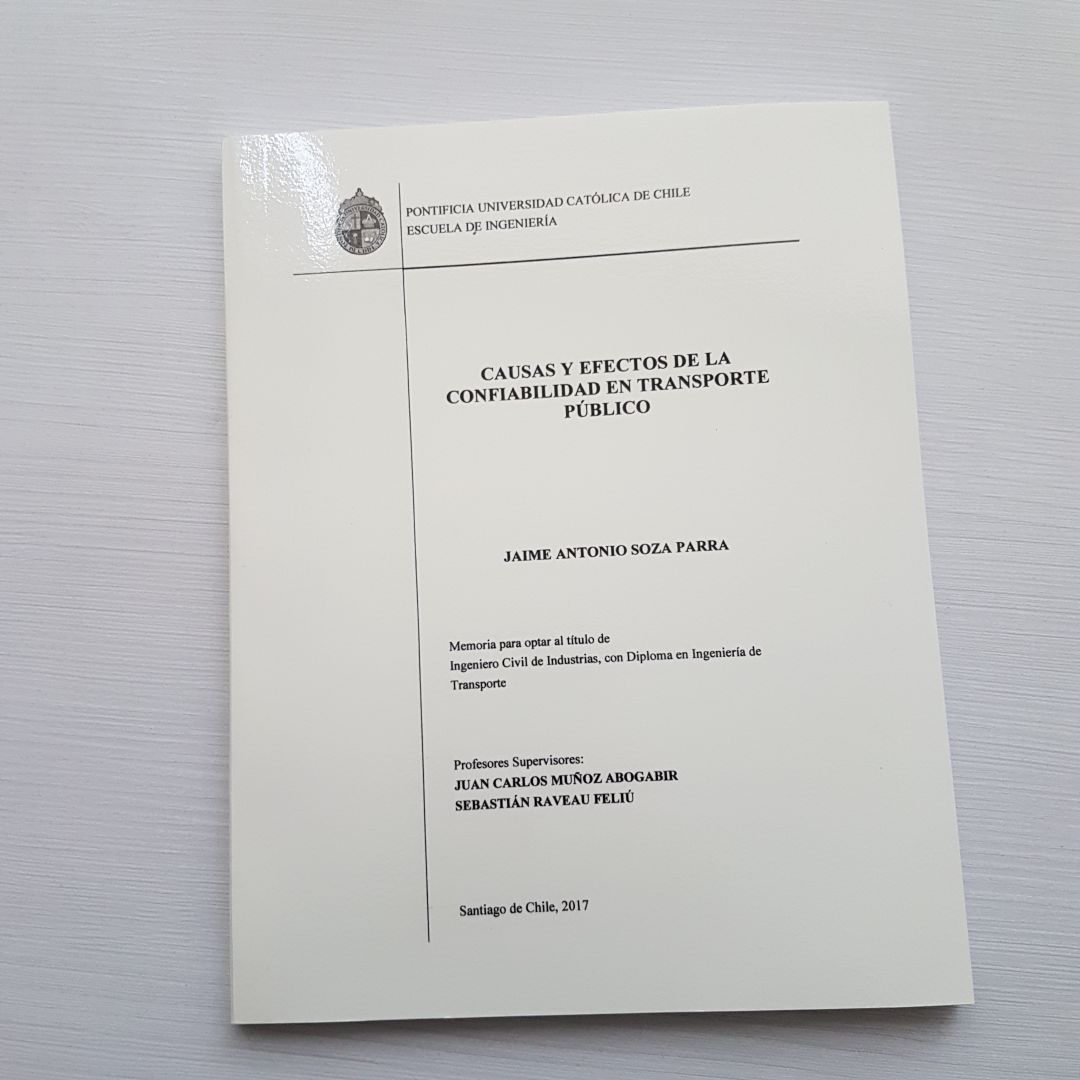 PONTIFICIA UNIVERSIDAD CATÓLICA DE CHILE
ESCUELA DE INGENIERÍA
CAUSAS Y EFECTOS DE LA
CONFIABILIDAD EN TRANSPORTE
PÚBLICO
JAIME ANTONIO SOZA PARRA
Memoria para optar al título de
Ingeniero Civil de Industrias, con Diploma en Ingeniería de
Transporte
Profesores Supervisores:
JUAN CARLOS MUÑOZ ABOGABIR
SEBASTIÁN RAVEAU FELIÚ
Santiago de Chile, 2017